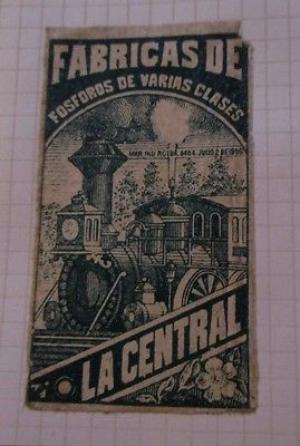 FABRICAS DE
FOSFOROS DE VARIAS CLASES
LA CENTRAL